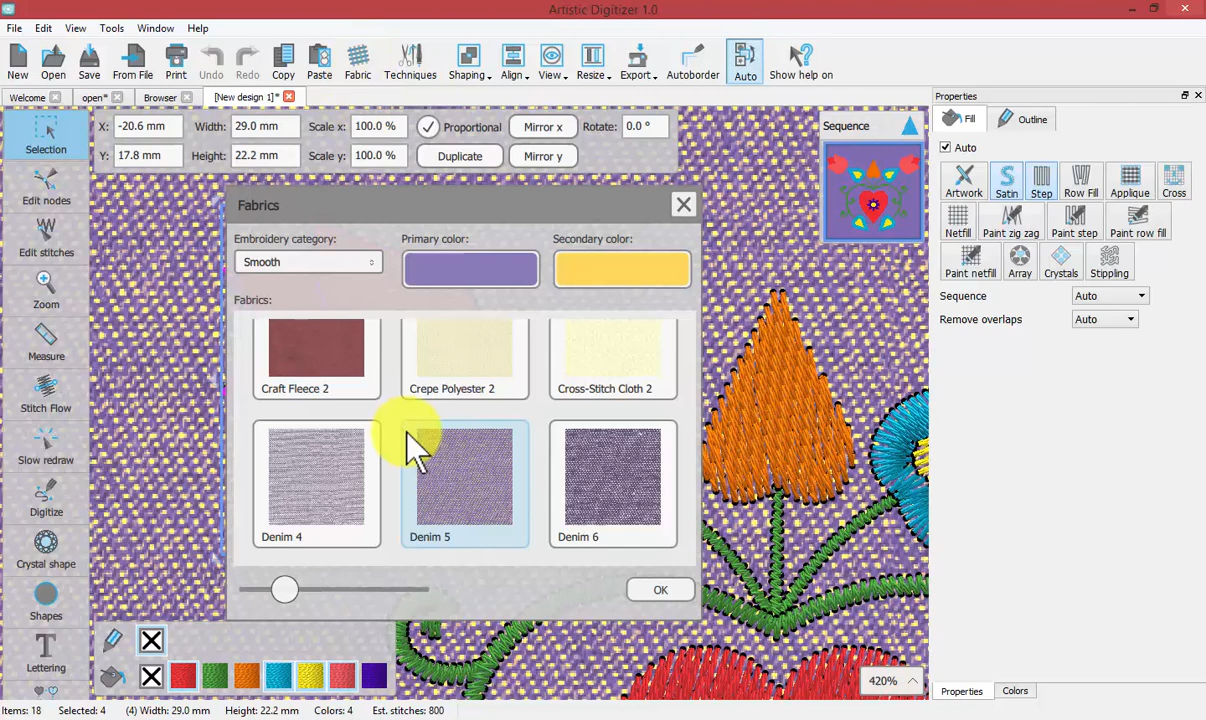 Artistic Digitizer 1.0
File Edit View Tools Window Help
New Open Save From File Print Undo Redo Copy Paste Fabric Techniques Shaping Align View Resize Export Autoborder Auto Show help on
Welcome open* Browser [New design 1]*
Properties
Selection
Edit nodes
Edit stitches
Zoom
Measure
Stitch Flow
Slow redraw
Digitize
Crystal shape
Shapes
T
Lettering
X: -20.6 mm Width: 29.0 mm Scale x: 100.0 % Proportional Mirror x Rotate: 0.0 °
Y: 17.8 mm Height: 22.2 mm Scale y: 100.0 % Duplicate Mirror y
Sequence
Fabrics
Embroidery category: Primary color: Secondary color:
Smooth
Fabrics:
Craft Fleece 2 Crepe Polyester 2 Cross-Stitch Cloth 2
Denim 4 Denim 5 Denim 6
OK
420%
Fill Outline
Auto
Artwork Satin Step Row Fill Applique Cross
Netfill Paint zig zag Paint step Paint row fill
Paint netfill Array Crystals Stippling
Sequence Auto
Remove overlaps Auto
Properties Colors
Items: 18 Selected: 4 (4) Width: 29.0 mm Height: 22.2 mm Colors: 4 Est. stitches: 800